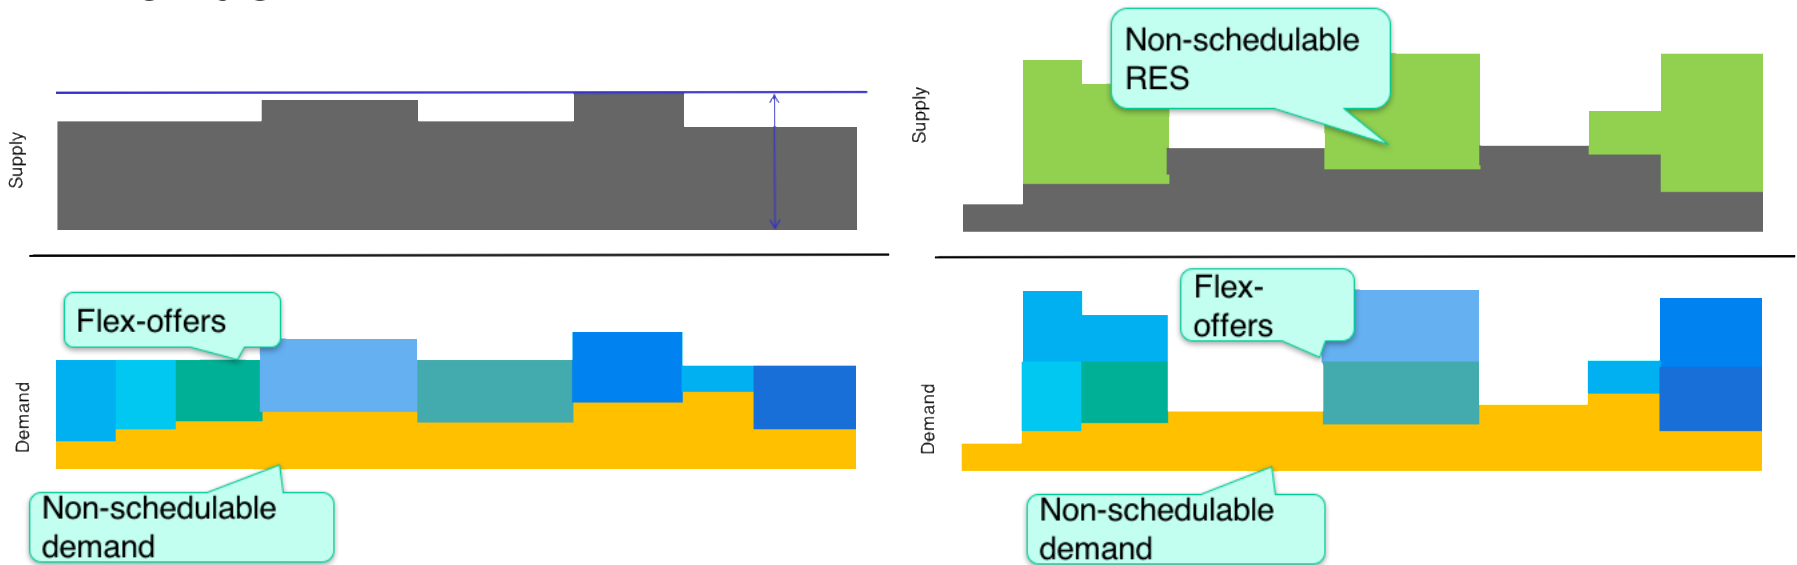 Supply
Flex-offers
Demand
Non-schedulable
demand
Non-schedulable
RES
Supply
Flex-
offers
Demand
Non-schedulable
demand